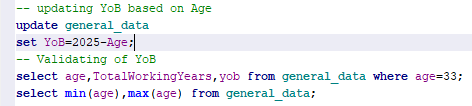 -- updating YoB based on Age
update general_data
set YoB=2025-Age;
-- Validating of YoB
select age,TotalWorkingYears,yob from general_data where age=33;
select min(age),max(age) from general_data;